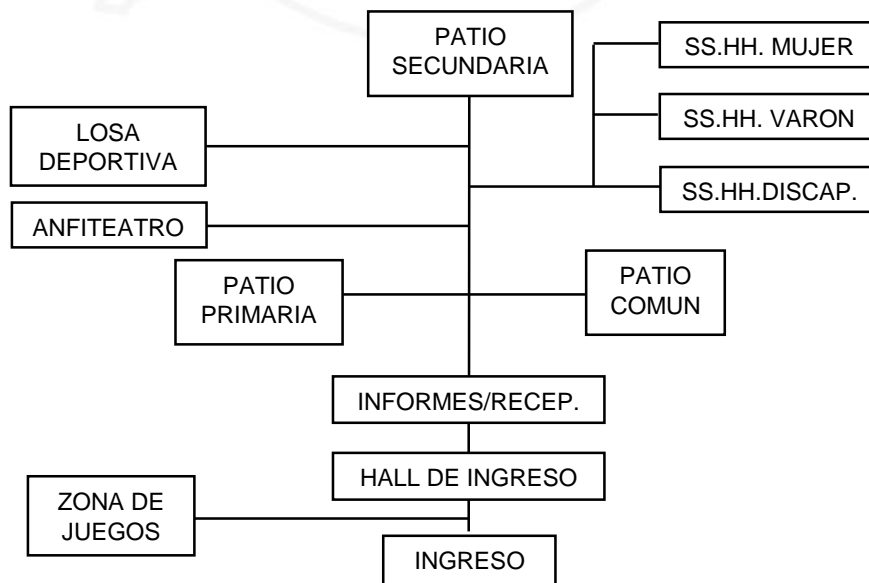 PATIO
SECUNDARIA
SS.HH. MUJER
SS.HH. VARON
LOSA
DEPORTIVA
SS.HH.DISCAP.
ANFITEATRO
PATIO
PRIMARIA
PATIO
COMUN
INFORMES/RECEP.
HALL DE INGRESO
ZONA DE
JUEGOS
INGRESO